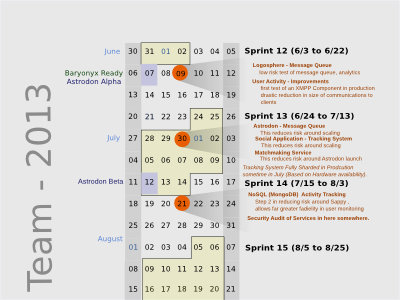 Team - 2013
June 30 31 01 02 03 04 05
Baryonyx Ready 06 07 08 09 10 11 12
Astrodon Alpha
13 14 15 16 17 18 19
20 21 22 23 24 25 26
July 27 28 29 30 01 02 03
04 05 06 07 08 09 10
Astrodon Beta 11 12 13 14 15 16 17
18 19 20 21 22 23 24
25 26 27 28 29 30 31
August 01 02 03 04 05 06 07
08 09 10 11 12 13 14
15 16 17 18 19 20 21
Sprint 12 (6/3 to 6/22)
Logosphere - Message Queue
low risk test of message queue, analytics
User Activity - Improvements
first test of an XMPP Component in production
drastic reduction in size of communications to
clients
Sprint 13 (6/24 to 7/13)
Astrodon - Message Queue
This reduces risk around scaling
Social Application - Tracking System
This reduces risk around scaling
Matchmaking Service
This reduces risk around Astrodon launch
Tracking System Fully Sharded in Production
sometime in July (Based on Hardware availability).
Sprint 14 (7/15 to 8/3)
NoSQL (MongoDB) Activity Tracking
Step 2 in reducing risk around Sappy ,
allows far greater fadelity in user monitoring
Security Audit of Services in here somewhere.
Sprint 15 (8/5 to 8/25)